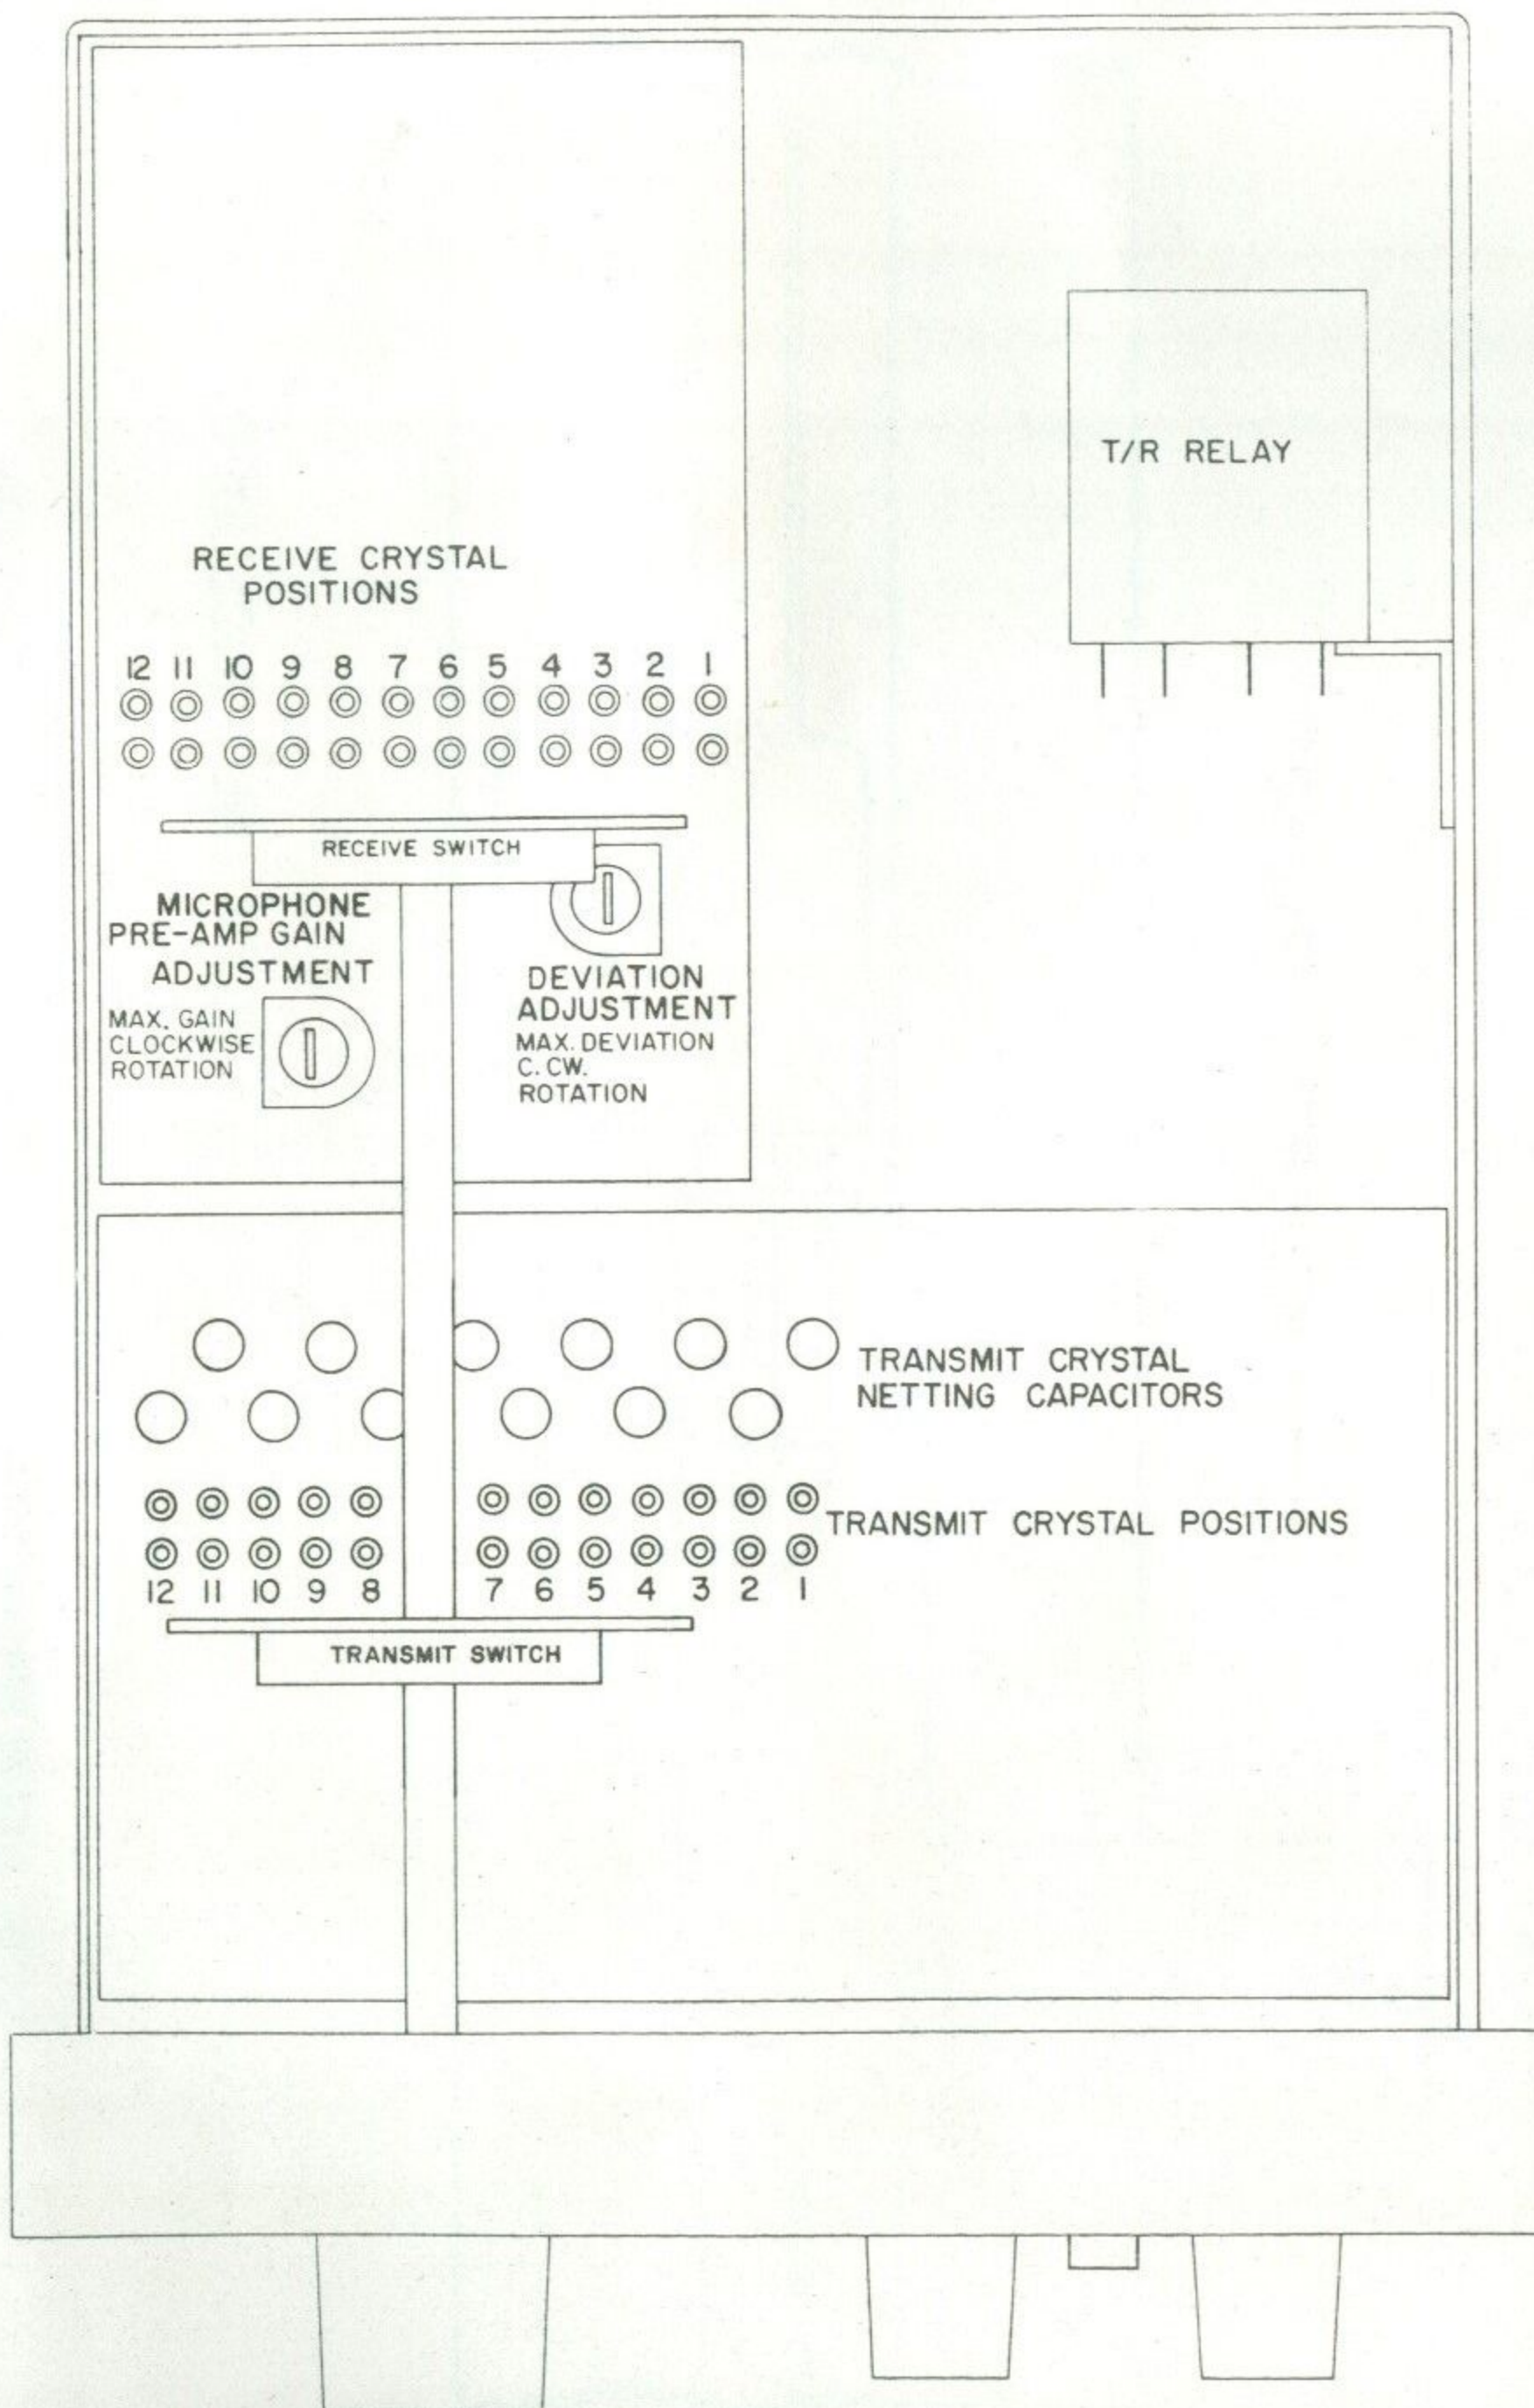 T/R RELAY
RECEIVE CRYSTAL
POSITIONS
12 11 10 9 8 7 6 5 4 3 2 1
RECEIVE SWITCH
MICROPHONE
PRE-AMP GAIN
ADJUSTMENT
MAX. GAIN
CLOCKWISE
ROTATION
DEVIATION
ADJUSTMENT
MAX. DEVIATION
C. CW.
ROTATION
TRANSMIT CRYSTAL
NETTING CAPACITORS
TRANSMIT CRYSTAL POSITIONS
12 11 10 9 8 7 6 5 4 3 2 1
TRANSMIT SWITCH